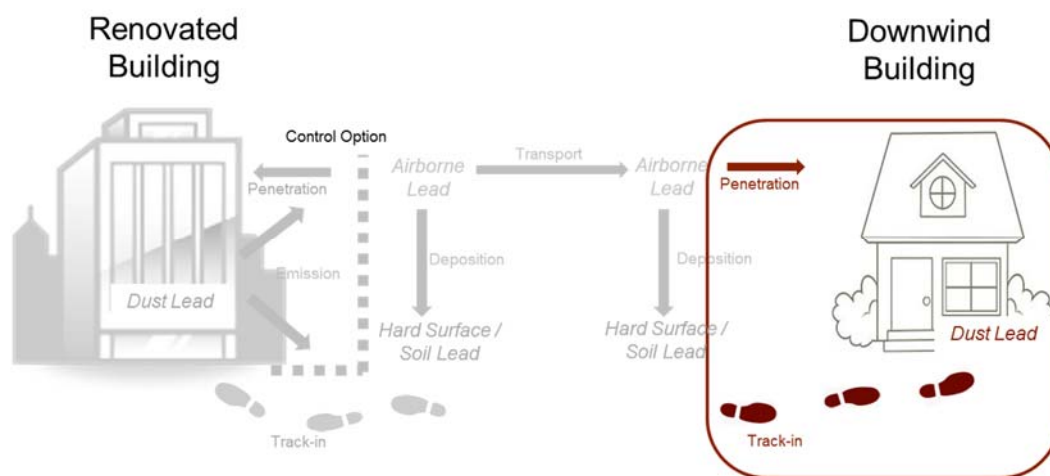 Renovated
Building
Downwind
Building
Control Option
Penetration
Emission
Dust Lead
Airborne
Lead
Transport
Airborne
Lead
Penetration
Deposition
Deposition
Hard Surface /
Soil Lead
Hard Surface /
Soil Lead
Dust Lead
Track-in
Track-in